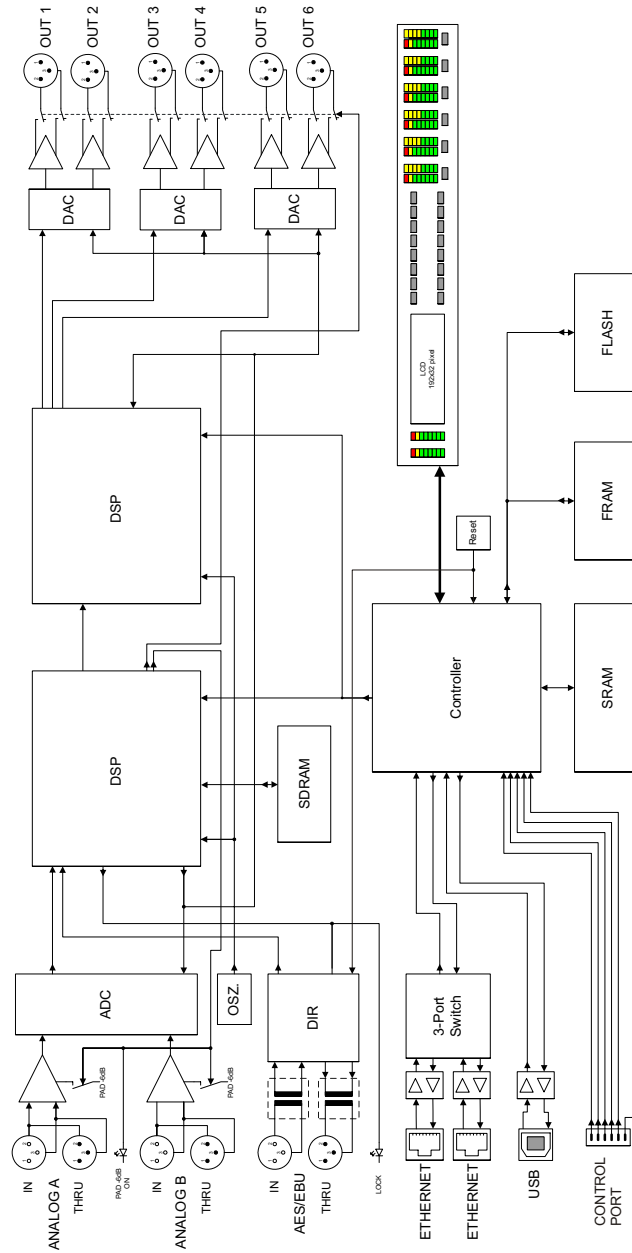 IN
ANALOG A
THRU
PAD -6dB
PAD -6dB
ON
IN
ANALOG B
THRU
PAD -6dB
ADC
OSZ.
IN
AES/EBU
THRU
DIR
LOCK
ETHERNET
ETHERNET
3-Port
Switch
USB
CONTROL
PORT
DSP
SDRAM
DSP
DAC
DAC
DAC
OUT 1
OUT 2
OUT 3
OUT 4
OUT 5
OUT 6
Controller
Reset
LCD
192x32 pixel
SRAM
FRAM
FLASH